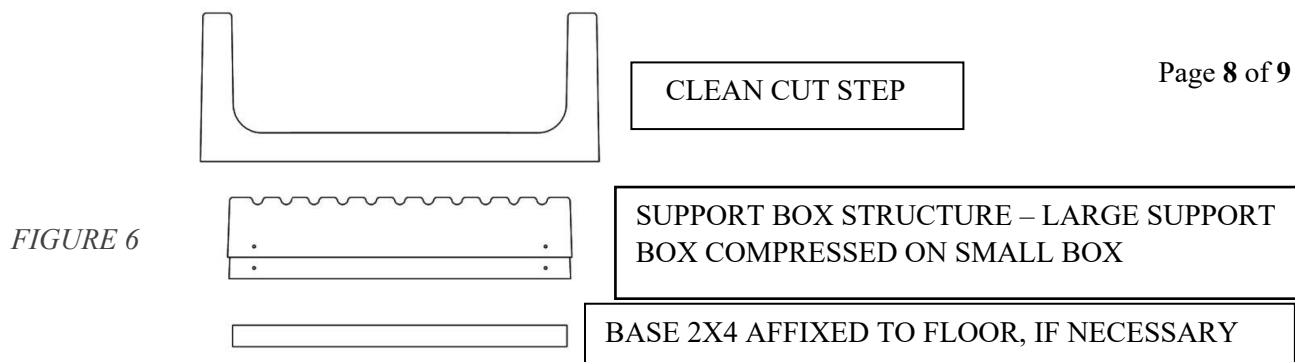 Page 8 of 9
CLEAN CUT STEP
FIGURE 6
SUPPORT BOX STRUCTURE – LARGE SUPPORT
BOX COMPRESSED ON SMALL BOX
BASE 2X4 AFFIXED TO FLOOR, IF NECESSARY